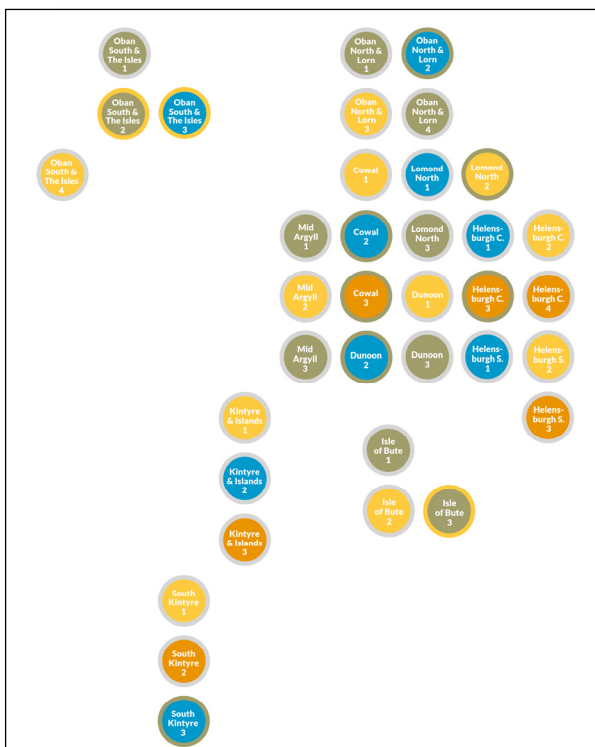 Oban
South &
The Isles
1
Oban
North
& Lorn
1
Oban
North
& Lorn
2
Oban
South &
The Isles
2
Oban
South &
The Isles
3
Oban
North
& Lorn
3
Oban
North
& Lorn
4
Oban
South &
The Isles
4
Cowal
1
Lomond
North
1
Lomond
North
2
Mid
Argyll
1
Cowal
2
Lomond
North
3
Helens-
burgh C.
1
Helens-
burgh C.
2
Mid
Argyll
2
Cowal
3
Dunoon
1
Helens-
burgh C.
3
Helens-
burgh C.
4
Mid
Argyll
3
Dunoon
2
Dunoon
3
Helens-
burgh S.
1
Helens-
burgh S.
2
Kintyre
& Islands
1
Helens-
burgh S.
3
Isle
of Bute
1
Kintyre
& Islands
2
Isle
of Bute
2
Isle
of Bute
3
Kintyre
& Islands
3
South
Kintyre
1
South
Kintyre
2
South
Kintyre
3